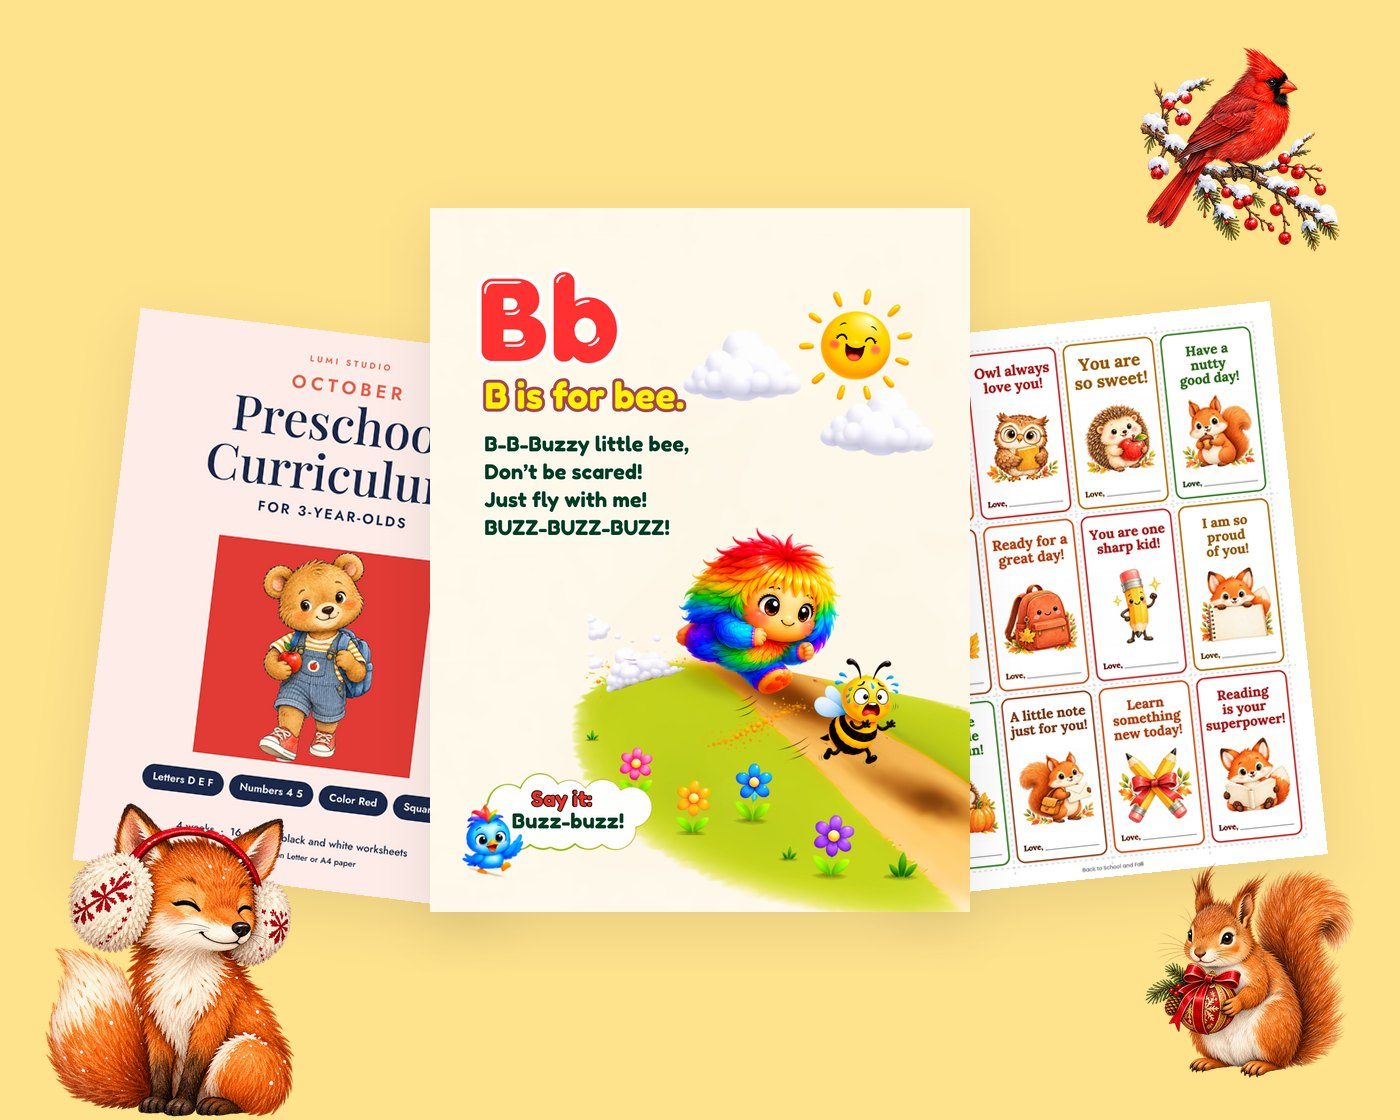 LUMI STUDIO
OCTOBER
Preschoo
Curriculu
FOR 3-YEAR-OLDS
Letters D E F
Numbers 4 5
Color Red
Squar
4 weeks
16
black and white worksheets
on Letter or A4 paper
Bb
B is for bee.
B-B-Buzzy little bee,
Don't be scared!
Just fly with me!
BUZZ-BUZZ-BUZZ!
Say it:
Buzz-buzz!
Owl always
love you!
Love,
You are
so sweet!
Love,
Have a
nutty
good day!
Love,
Ready for a
great day!
Love,
You are one
sharp kid!
Love,
I am so
proud
of you!
Love,
A little note
just for you!
Love,
Learn
something
new today!
Love,
Reading
is your
superpower!
Love,
Back to School and Fall